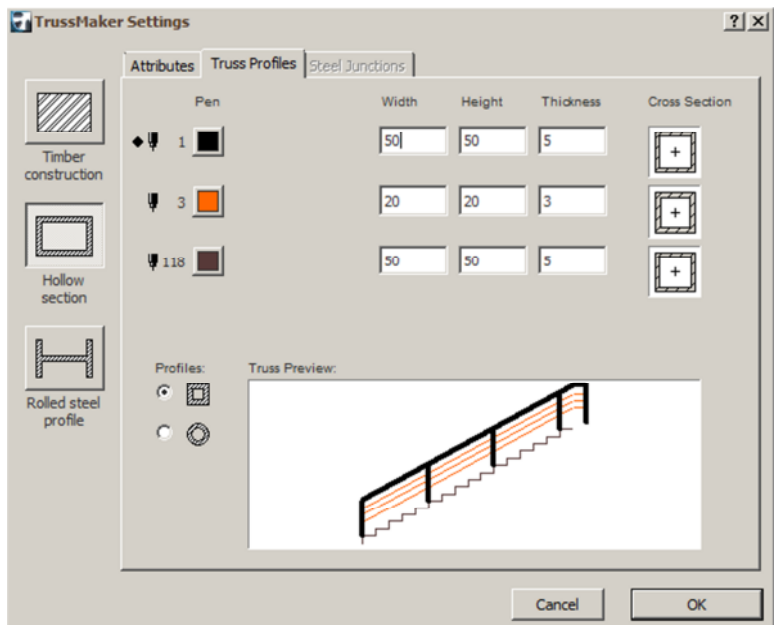 TrussMaker Settings
Attributes Truss Profiles Steel Junctions
Pen Width Height Thickness Cross Section
1 50 50 5
Timber
construction
3 20 20 3
118 50 50 5
Hollow
section
Rolled steel
profile
Profiles: Truss Preview:
Cancel OK